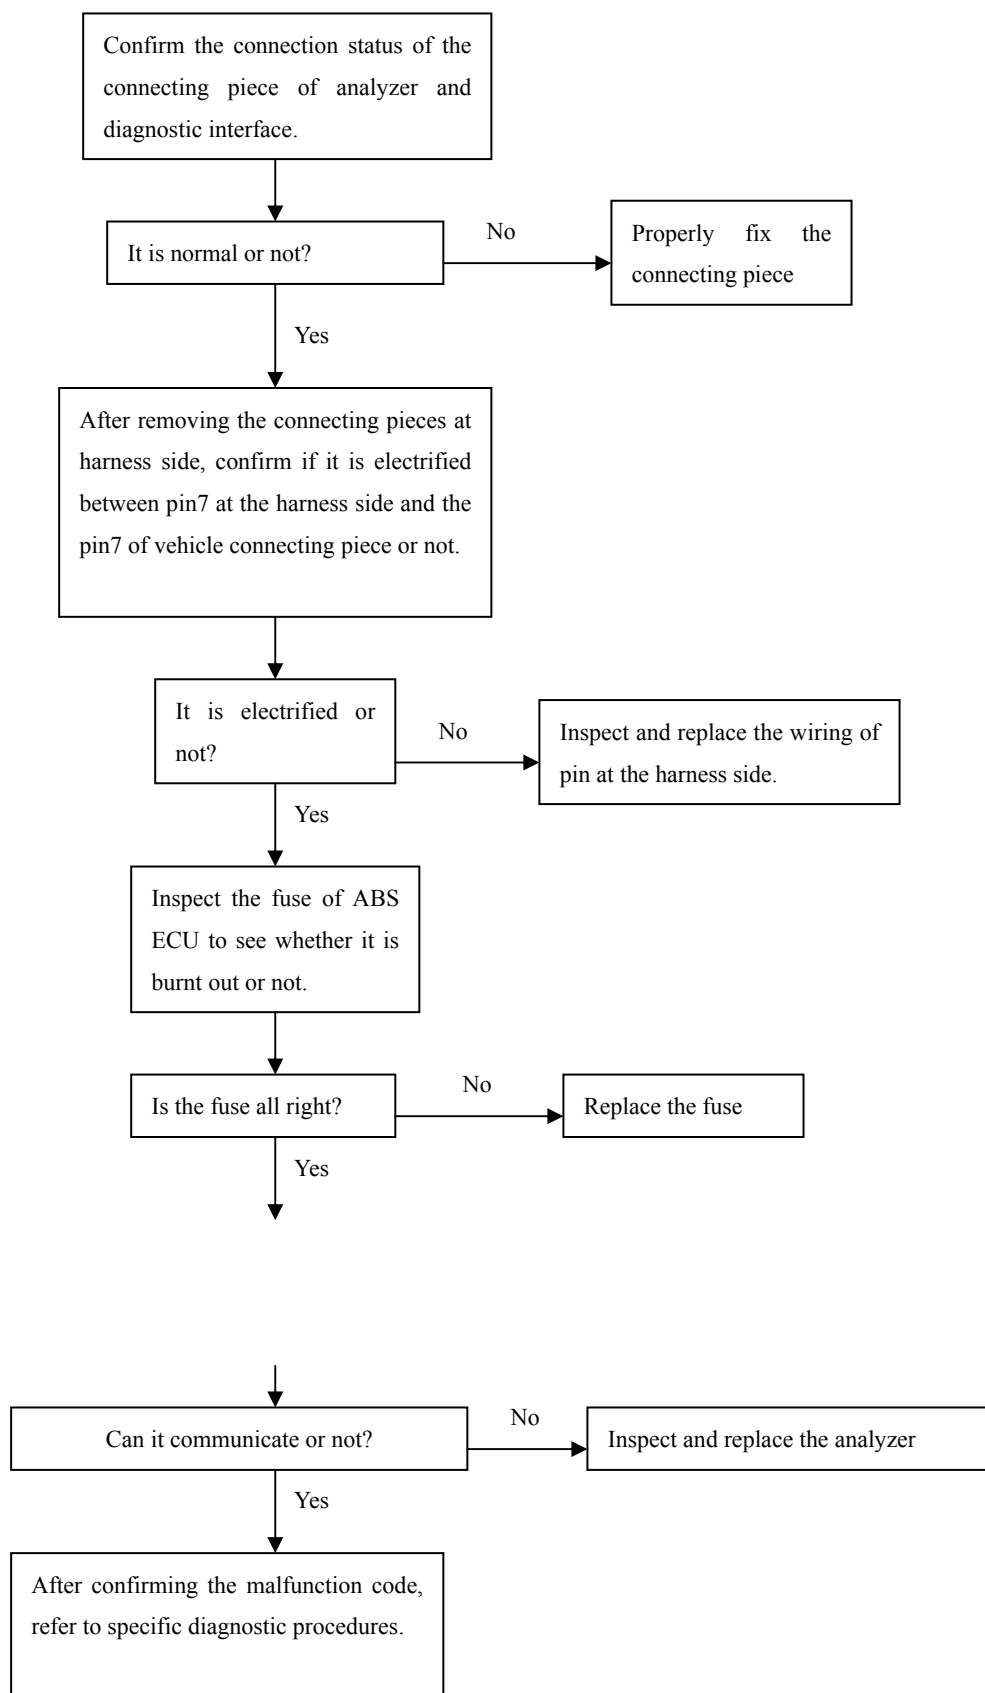 Confirm the connection status of the
connecting piece of analyzer and
diagnostic interface.
It is normal or not?
No
Properly fix the
connecting piece
Yes
After removing the connecting pieces at
harness side, confirm if it is electrified
between pin7 at the harness side and the
pin7 of vehicle connecting piece or not.
It is electrified or
not?
No
Inspect and replace the wiring of
pin at the harness side.
Yes
Inspect the fuse of ABS
ECU to see whether it is
burnt out or not.
Is the fuse all right?
No
Replace the fuse
Yes
Can it communicate or not?
No
Inspect and replace the analyzer
Yes
After confirming the malfunction code,
refer to specific diagnostic procedures.